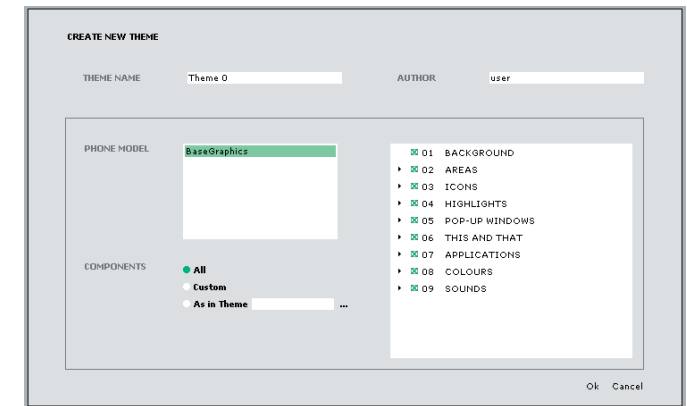 CREATE NEW THEME
THEME NAME Theme 0 AUTHOR user
PHONE MODEL BaseGraphics
01 BACKGROUND
02 AREAS
03 ICONS
04 HIGHLIGHTS
05 POP-UP WINDOWS
06 THIS AND THAT
07 APPLICATIONS
08 COLOURS
09 SOUNDS
COMPONENTS
All
Custom
As in Theme ...
Ok Cancel